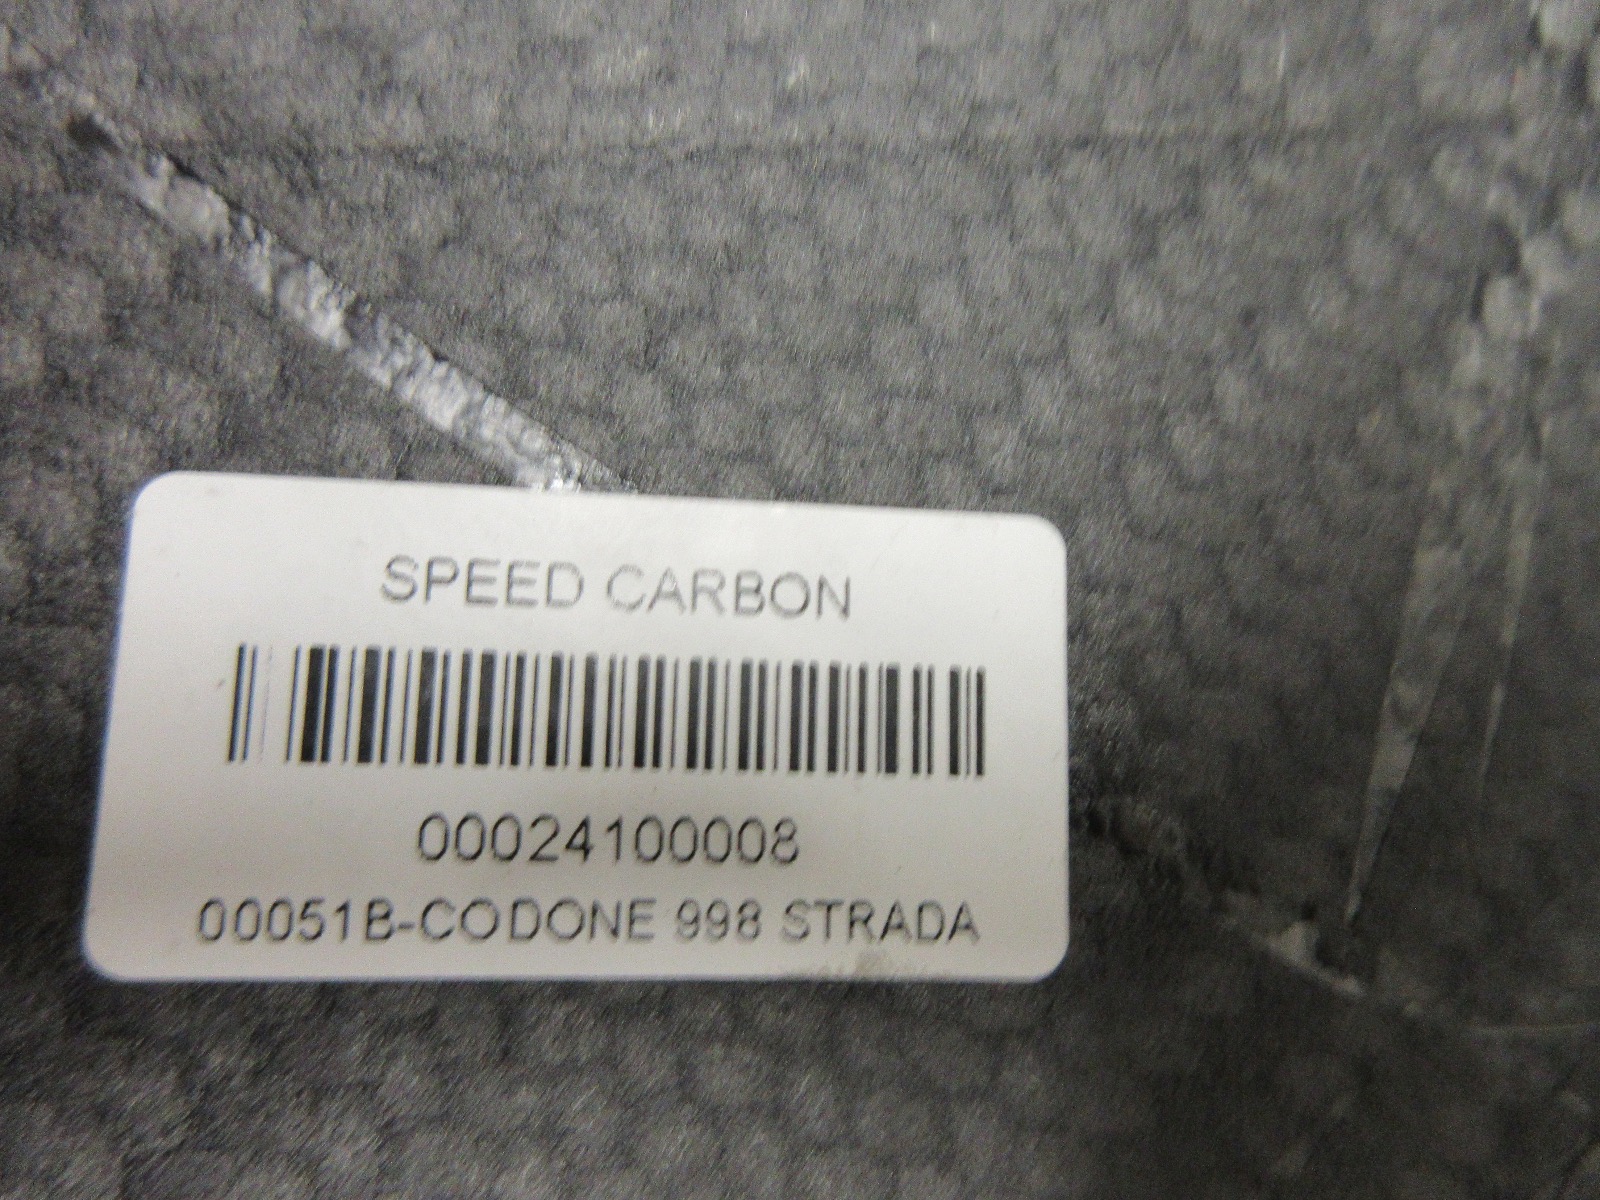 SPEED CARBON
00024100008
00051B-CODONE 998 STRADA